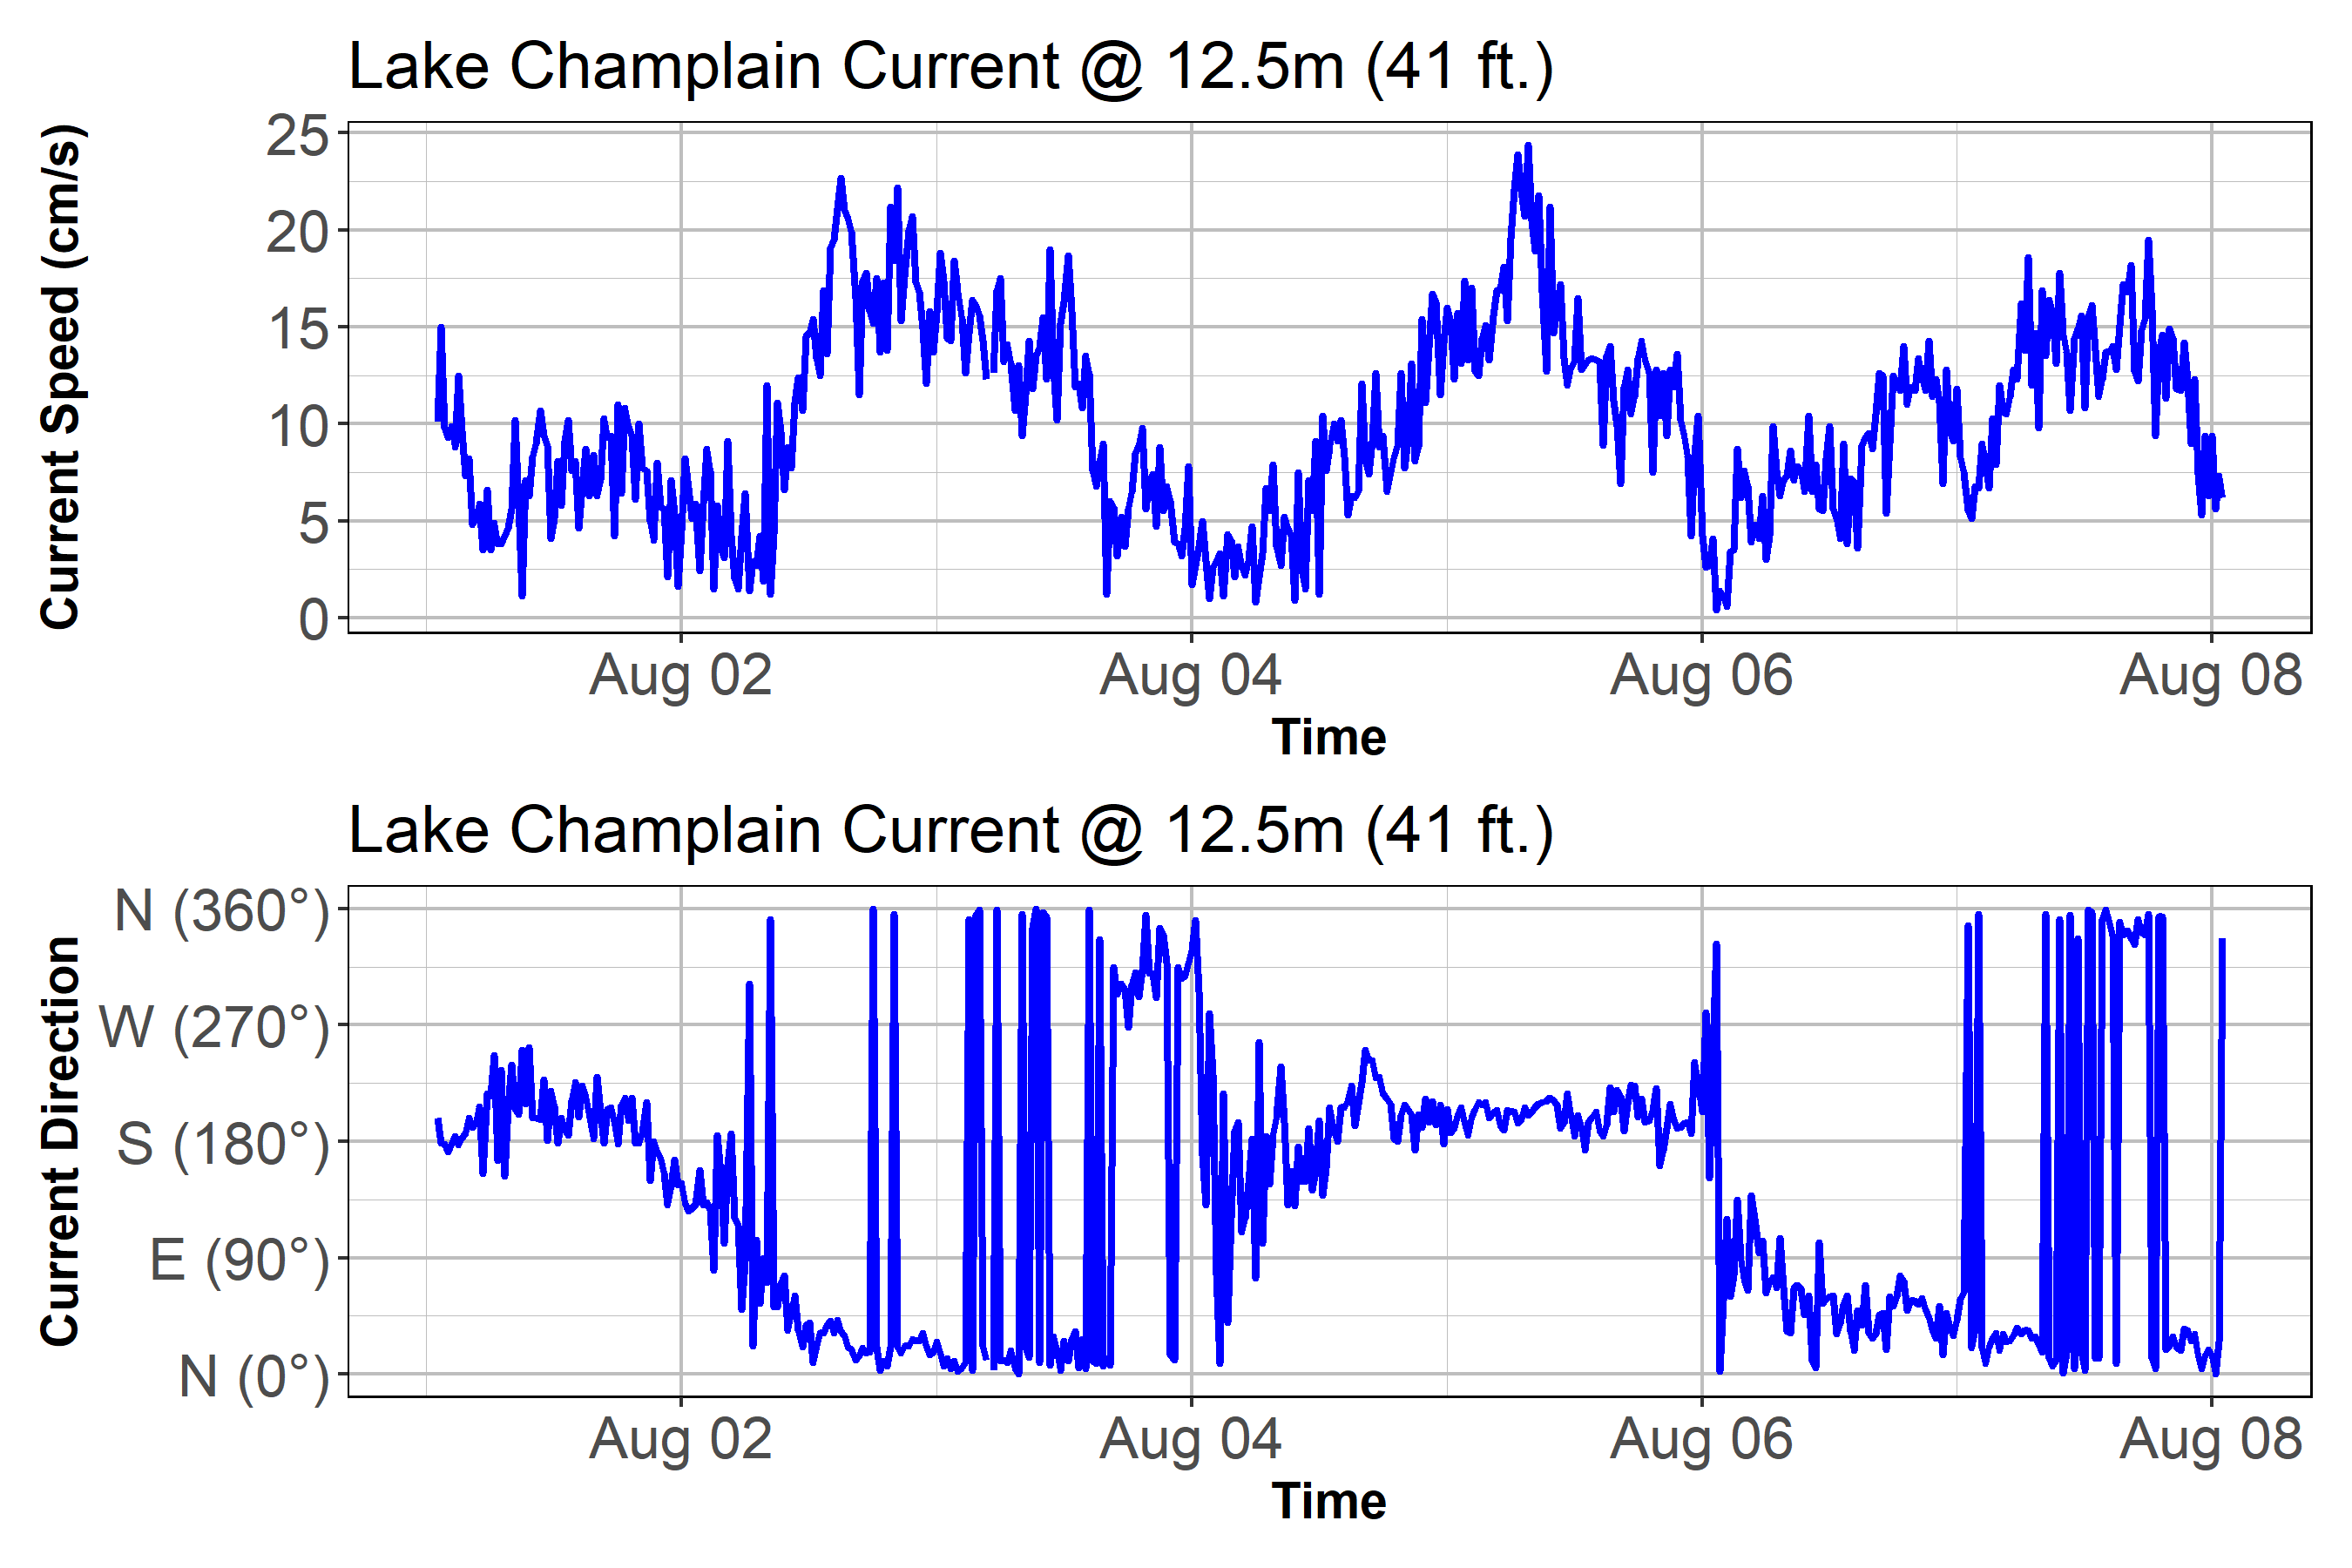 Lake Champlain Current @ 12.5m (41 ft.)
Current Speed (cm/s)
25
20
15
10
5
0
Aug 02 Aug 04 Aug 06 Aug 08
Time
Lake Champlain Current @ 12.5m (41 ft.)
Current Direction
N (360°)
W (270°)
S (180°)
E (90°)
N (0°)
Aug 02 Aug 04 Aug 06 Aug 08
Time